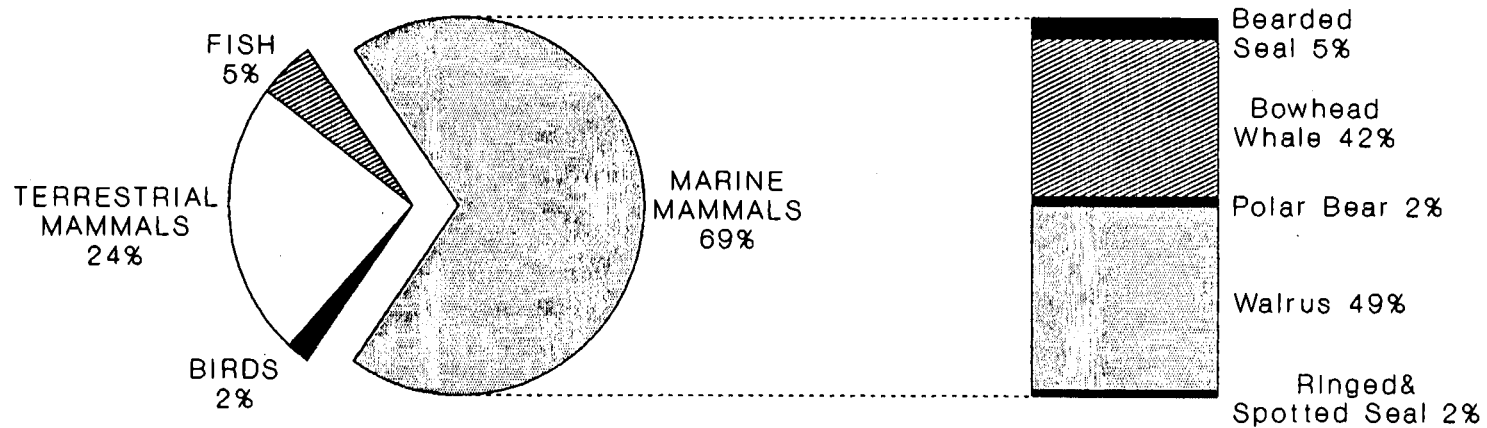 FISH
5%
TERRESTRIAL
MAMMALS
24%
BIRDS
2%
MARINE
MAMMALS
69%
Bearded
Seal 5%
Bowhead
Whale 42%
Polar Bear 2%
Walrus 49%
Ringed&
Spotted Seal 2%